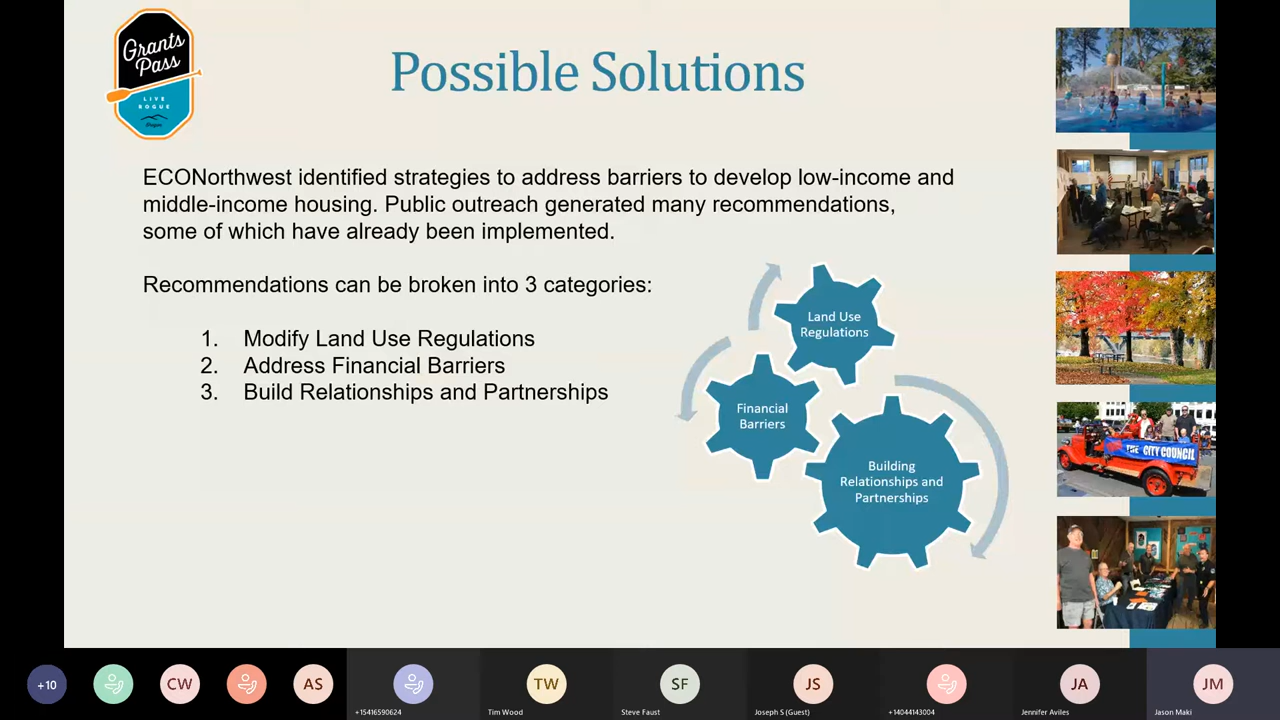 Grants
Pass
LIVE
ROGUE
Oregon
Possible Solutions
ECONorthwest identified strategies to address barriers to develop low-income and
middle-income housing. Public outreach generated many recommendations,
some of which have already been implemented.
Recommendations can be broken into 3 categories:
1. Modify Land Use Regulations
2. Address Financial Barriers
3. Build Relationships and Partnerships
Land Use
Regulations
Financial
Barriers
Building
Relationships and
Partnerships
THE CITY COUNCIL
+10
CW
AS
+15416590624
TW
Tim Wood
SF
Steve Faust
JS
Joseph S (Guest)
+14044143004
JA
Jennifer Aviles
JM
Jason Maki